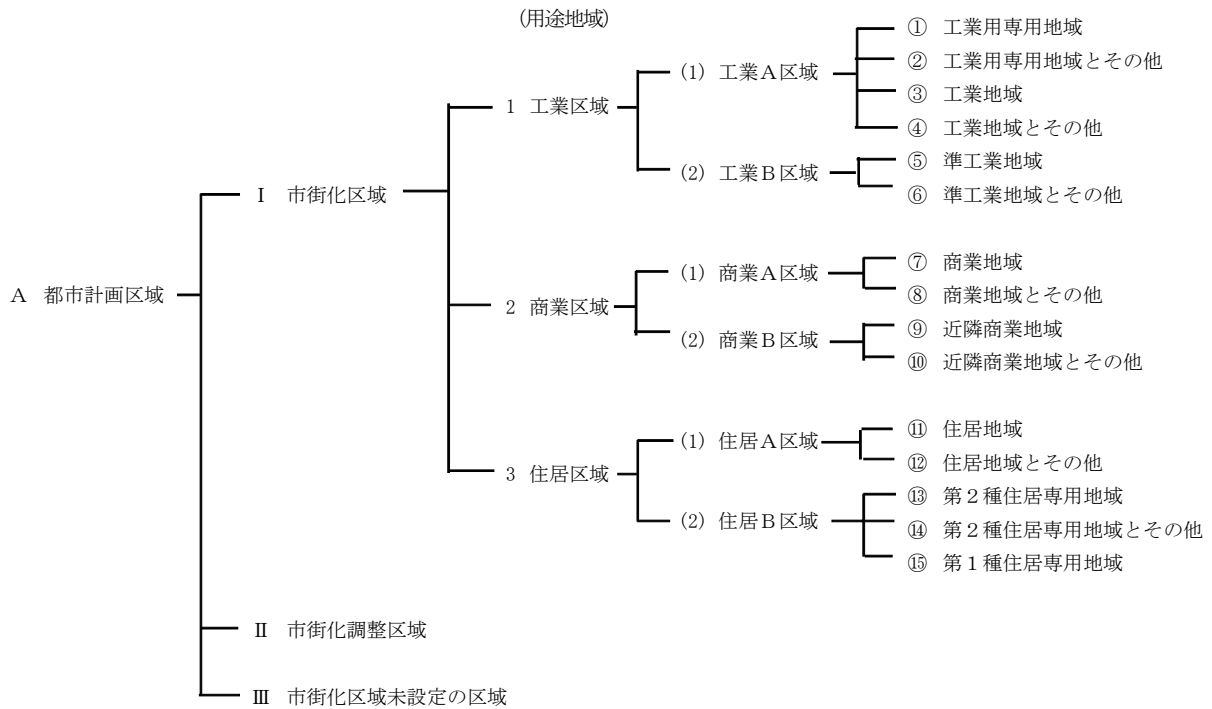 (用途地域)
① 工業用専用地域
(1) 工業A区域
② 工業用専用地域とその他
1 工業区域
③ 工業地域
④ 工業地域とその他
(2) 工業B区域
⑤ 準工業地域
Ⅰ 市街化区域
⑥ 準工業地域とその他
(1) 商業A区域
⑦ 商業地域
A 都市計画区域
⑧ 商業地域とその他
2 商業区域
(2) 商業B区域
⑨ 近隣商業地域
⑩ 近隣商業地域とその他
(1) 住居A区域
⑪ 住居地域
⑫ 住居地域とその他
3 住居区域
⑬ 第2種住居専用地域
(2) 住居B区域
⑭ 第2種住居専用地域とその他
⑮ 第1種住居専用地域
Ⅱ 市街化調整区域
Ⅲ 市街化区域未設定の区域